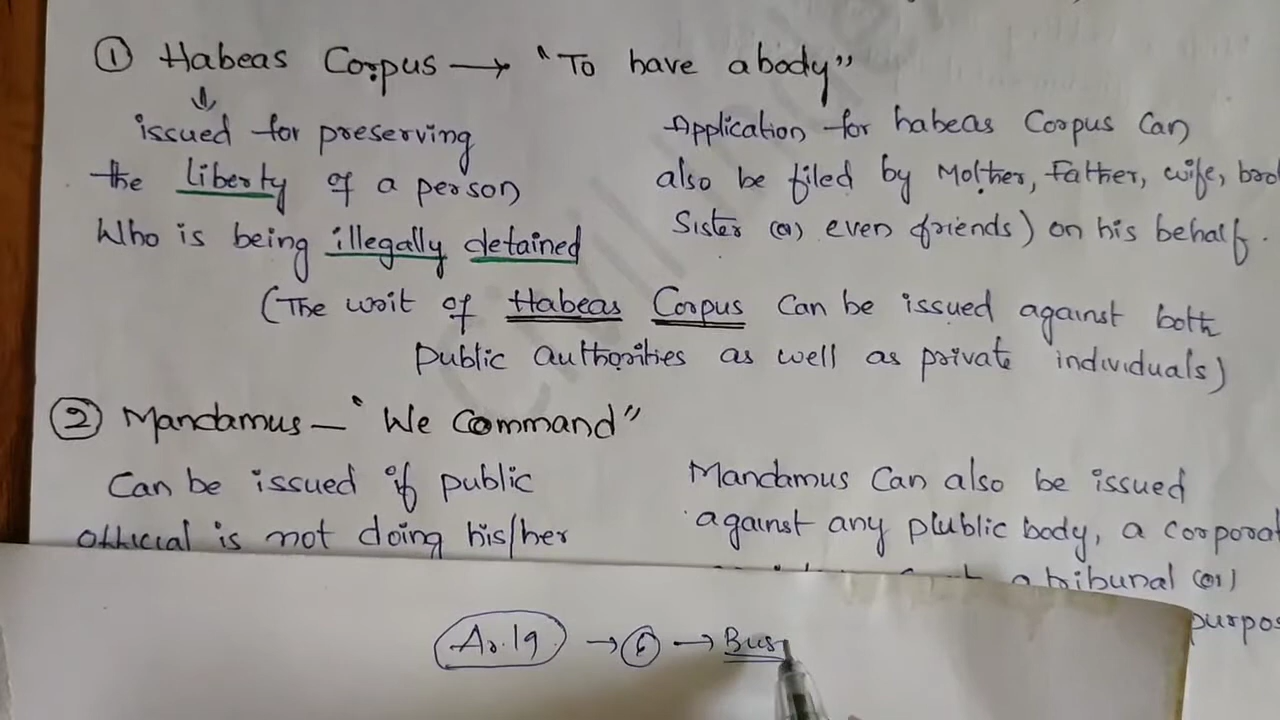 ① Habeas Corpus → "To have a body"
↓
issued for preserving
the liberty of a person
who is being illegally detained
Application for habeas Corpus can
also be filed by Mother, Father, wife,
Sister (or) even friends) on his behalf.
(The writ of Habeas Corpus can be issued against both
public authorities as well as private individuals)
② Mandamus – "We Command"
Can be issued if public
official is not doing his/her
Mandamus can also be issued
against any plublic body, a corporat
a tribunal (or)
purpos
Ar.19 → 6 → Bus